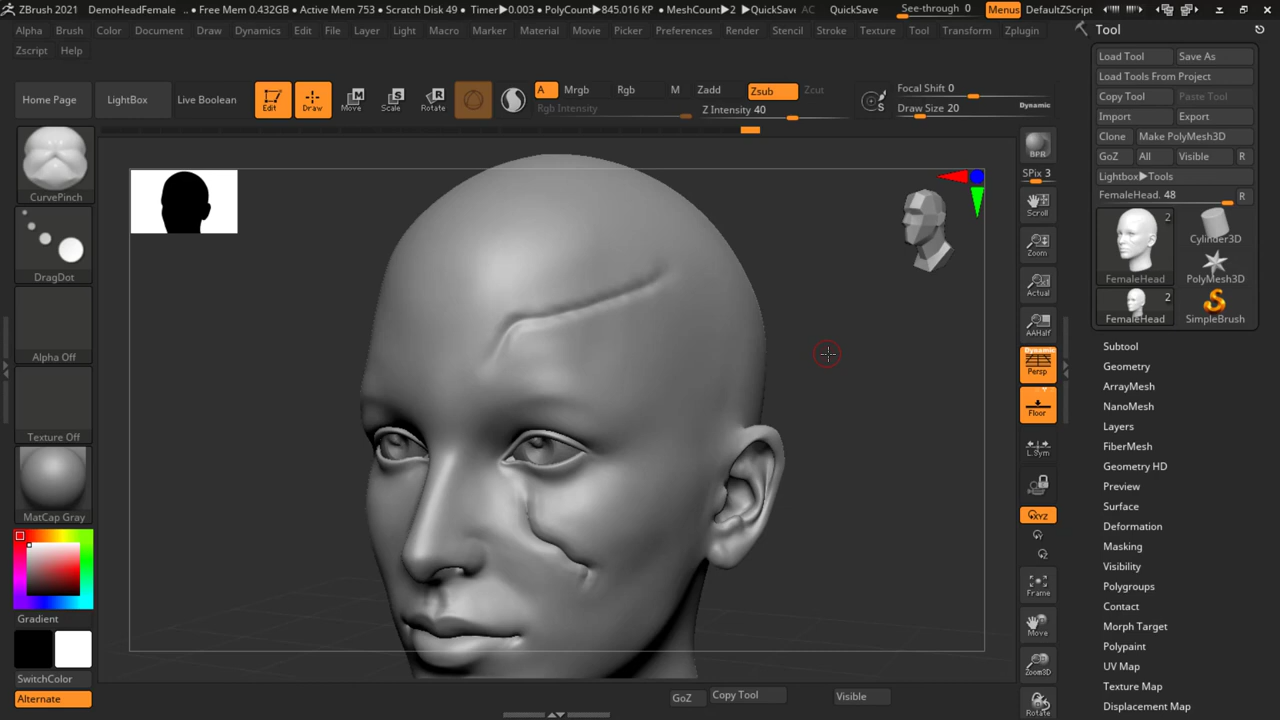 ZBrush 2021 DemoHeadFemale .. • Free Mem 0.432GB • Active Mem 753 • Scratch Disk 49 • Timer▶0.003 • PolyCount▶845.016 KP • MeshCount▶2 ▶QuickSave AC QuickSave See-through 0 Menus DefaultZScript
Alpha Brush Color Document Draw Dynamics Edit File Layer Light Macro Marker Material Movie Picker Preferences Render Stencil Stroke Texture Tool Transform Zplugin
Zscript Help
Home Page LightBox Live Boolean Edit Draw Move Scale Rotate
A Mrgb Rgb M Zadd Zsub Zcut
Rgb Intensity Z Intensity 40
S Focal Shift 0
Draw Size 20 Dynamic
CurvePinch
DragDot
Alpha Off
Texture Off
MatCap Gray
Gradient
SwitchColor
Alternate
BPR
SPix 3
Scroll
Zoom
Actual
AAHalf
Dynamic
Persp
Floor
L.Sym
XYZ
Y
Z
Frame
Move
Zoom3D
Rotate
GoZ Copy Tool Visible
Tool
Load Tool Save As
Load Tools From Project
Copy Tool Paste Tool
Import Export
Clone Make PolyMesh3D
GoZ All Visible R
Lightbox▶Tools
FemaleHead. 48 R
2
FemaleHead
Cylinder3D
PolyMesh3D
2
FemaleHead SimpleBrush
Subtool
Geometry
ArrayMesh
NanoMesh
Layers
FiberMesh
Geometry HD
Preview
Surface
Deformation
Masking
Visibility
Polygroups
Contact
Morph Target
Polypaint
UV Map
Texture Map
Displacement Map